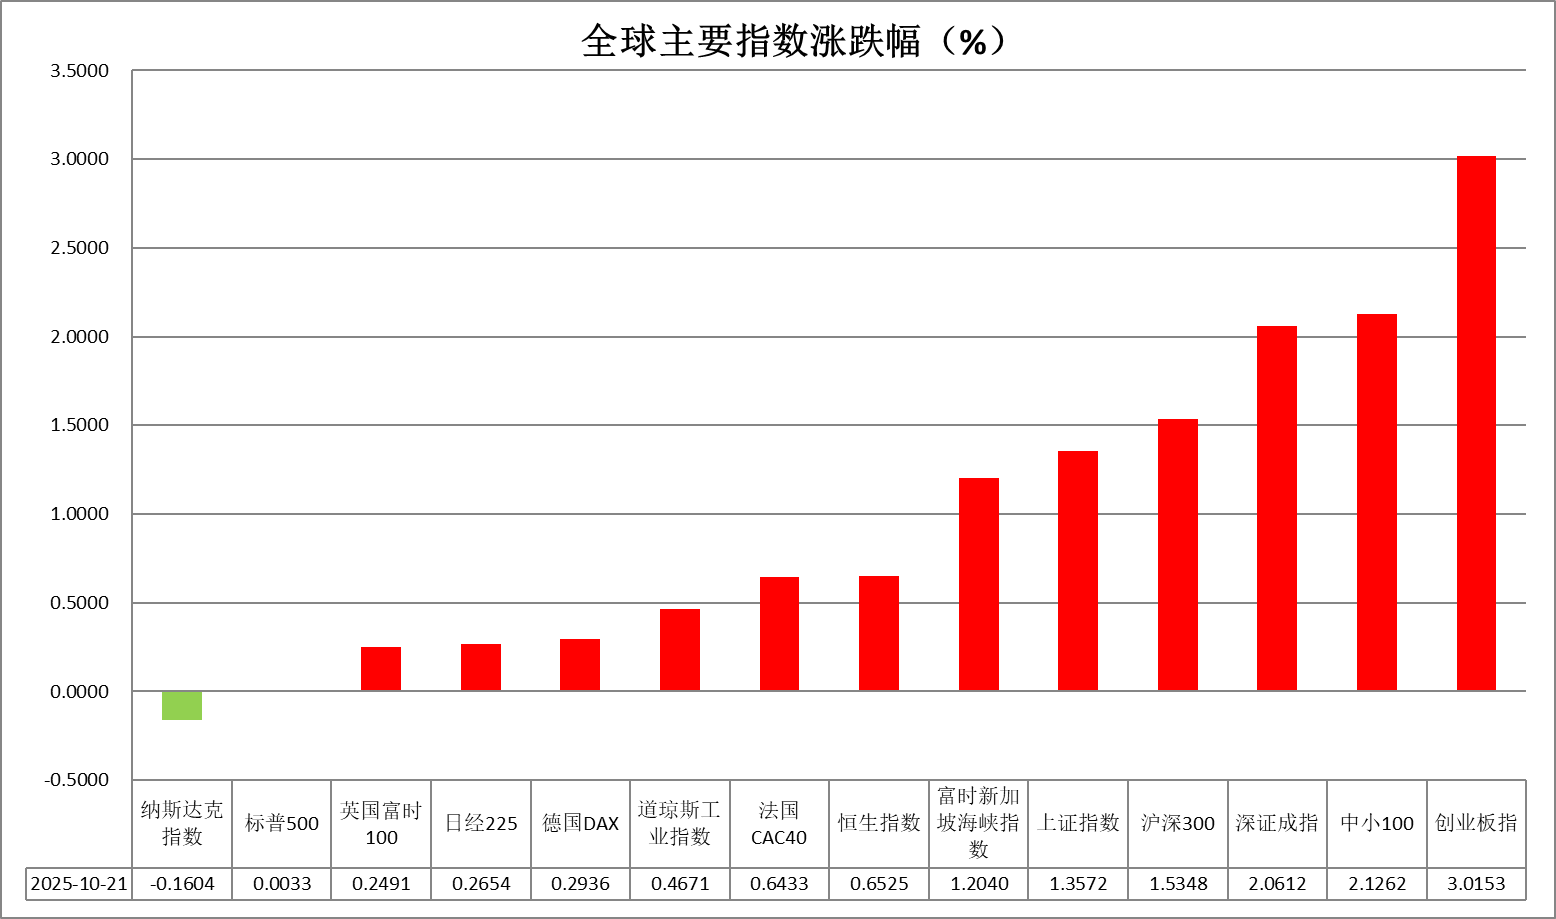 全球主要指数涨跌幅（%）
3.5000
3.0000
2.5000
2.0000
1.5000
1.0000
0.5000
0.0000
-0.5000
纳斯达克
指数
标普500
英国富时
100
日经225
德国DAX
道琼斯工
业指数
法国
CAC40
恒生指数
富时新加
坡海峡指
数
上证指数
沪深300
深证成指
中小100
创业板指
2025-10-21 -0.1604 0.0033 0.2491 0.2654 0.2936 0.4671 0.6433 0.6525 1.2040 1.3572 1.5348 2.0612 2.1262 3.0153